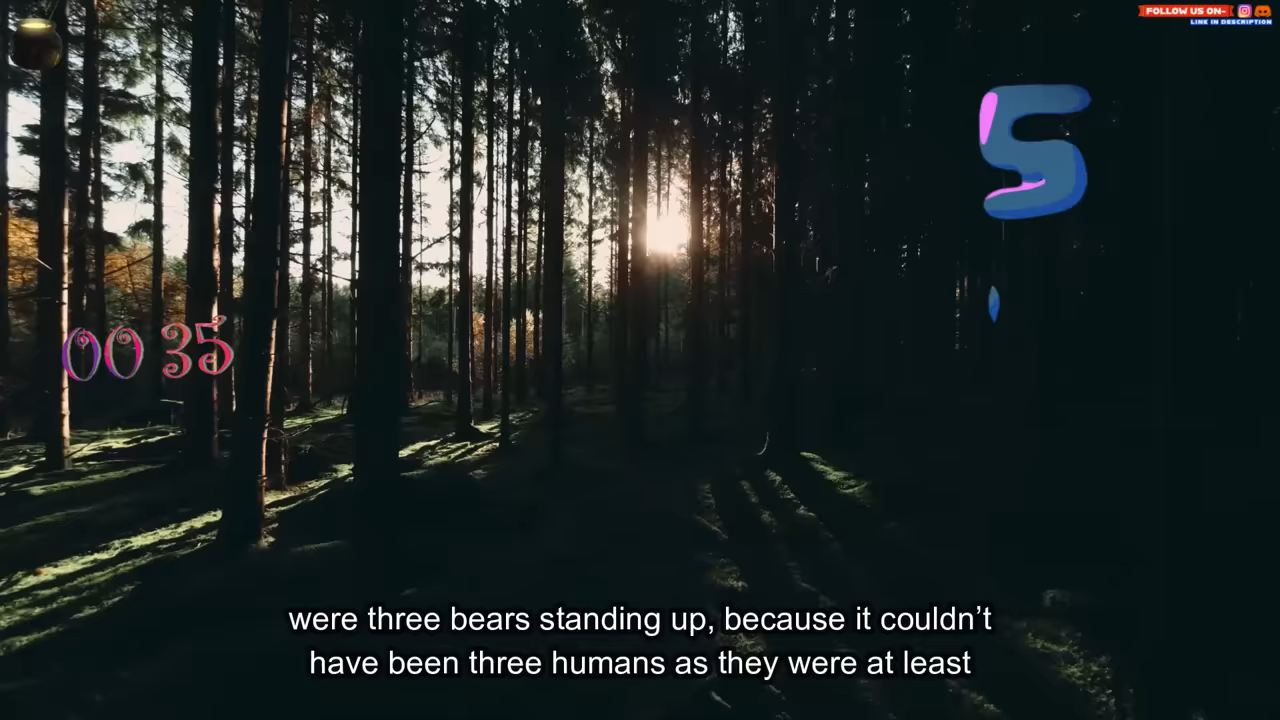 FOLLOW US ON-
LINK IN DESCRIPTION
5
00 35
were three bears standing up, because it couldn’t
have been three humans as they were at least